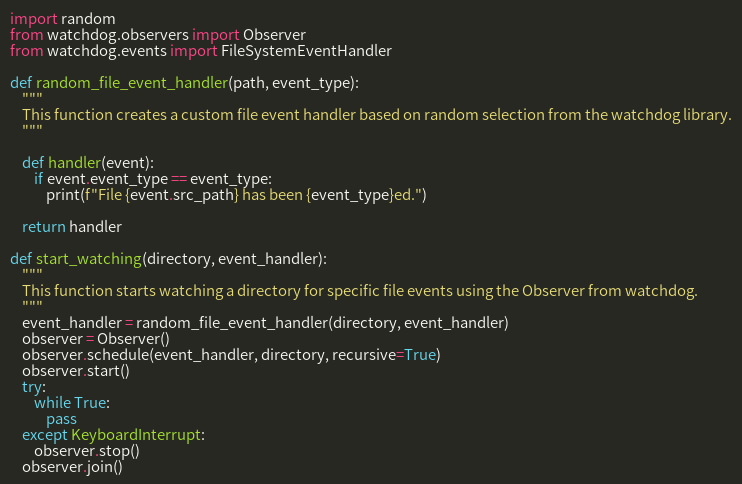 import random
from watchdog.observers import Observer
from watchdog.events import FileSystemEventHandler

def random_file_event_handler(path, event_type):
    """
    This function creates a custom file event handler based on random selection from the watchdog library.
    """

    def handler(event):
        if event.event_type == event_type:
            print(f"File {event.src_path} has been {event_type}ed.")

    return handler

def start_watching(directory, event_handler):
    """
    This function starts watching a directory for specific file events using the Observer from watchdog.
    """
    event_handler = random_file_event_handler(directory, event_handler)
    observer = Observer()
    observer.schedule(event_handler, directory, recursive=True)
    observer.start()
    try:
        while True:
            pass
    except KeyboardInterrupt:
        observer.stop()
    observer.join()